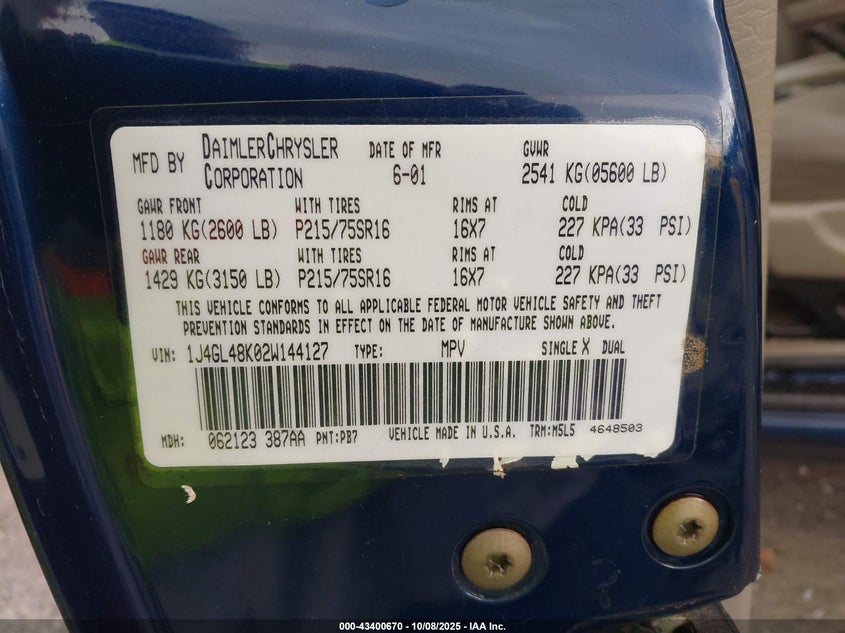 MFD BY DAIMLERCHRYSLER CORPORATION DATE OF MFR 6-01 GVWR 2541 KG(05600 LB)
GAWR FRONT WITH TIRES RIMS AT COLD
1180 KG(2600 LB) P215/75SR16 16X7 227 KPA(33 PSI)
GAWR REAR WITH TIRES RIMS AT COLD
1429 KG(3150 LB) P215/75SR16 16X7 227 KPA(33 PSI)
THIS VEHICLE CONFORMS TO ALL APPLICABLE FEDERAL MOTOR VEHICLE SAFETY AND THEFT
PREVENTION STANDARDS IN EFFECT ON THE DATE OF MANUFACTURE SHOWN ABOVE.
VIN: 1J4GL48K02W144127 TYPE: MPV SINGLE X DUAL
MDH: 062123 387AA PNT:PB7 VEHICLE MADE IN U.S.A. TRM:M5L5 4648503
000-43400670 - 10/08/2025 - IAA Inc.